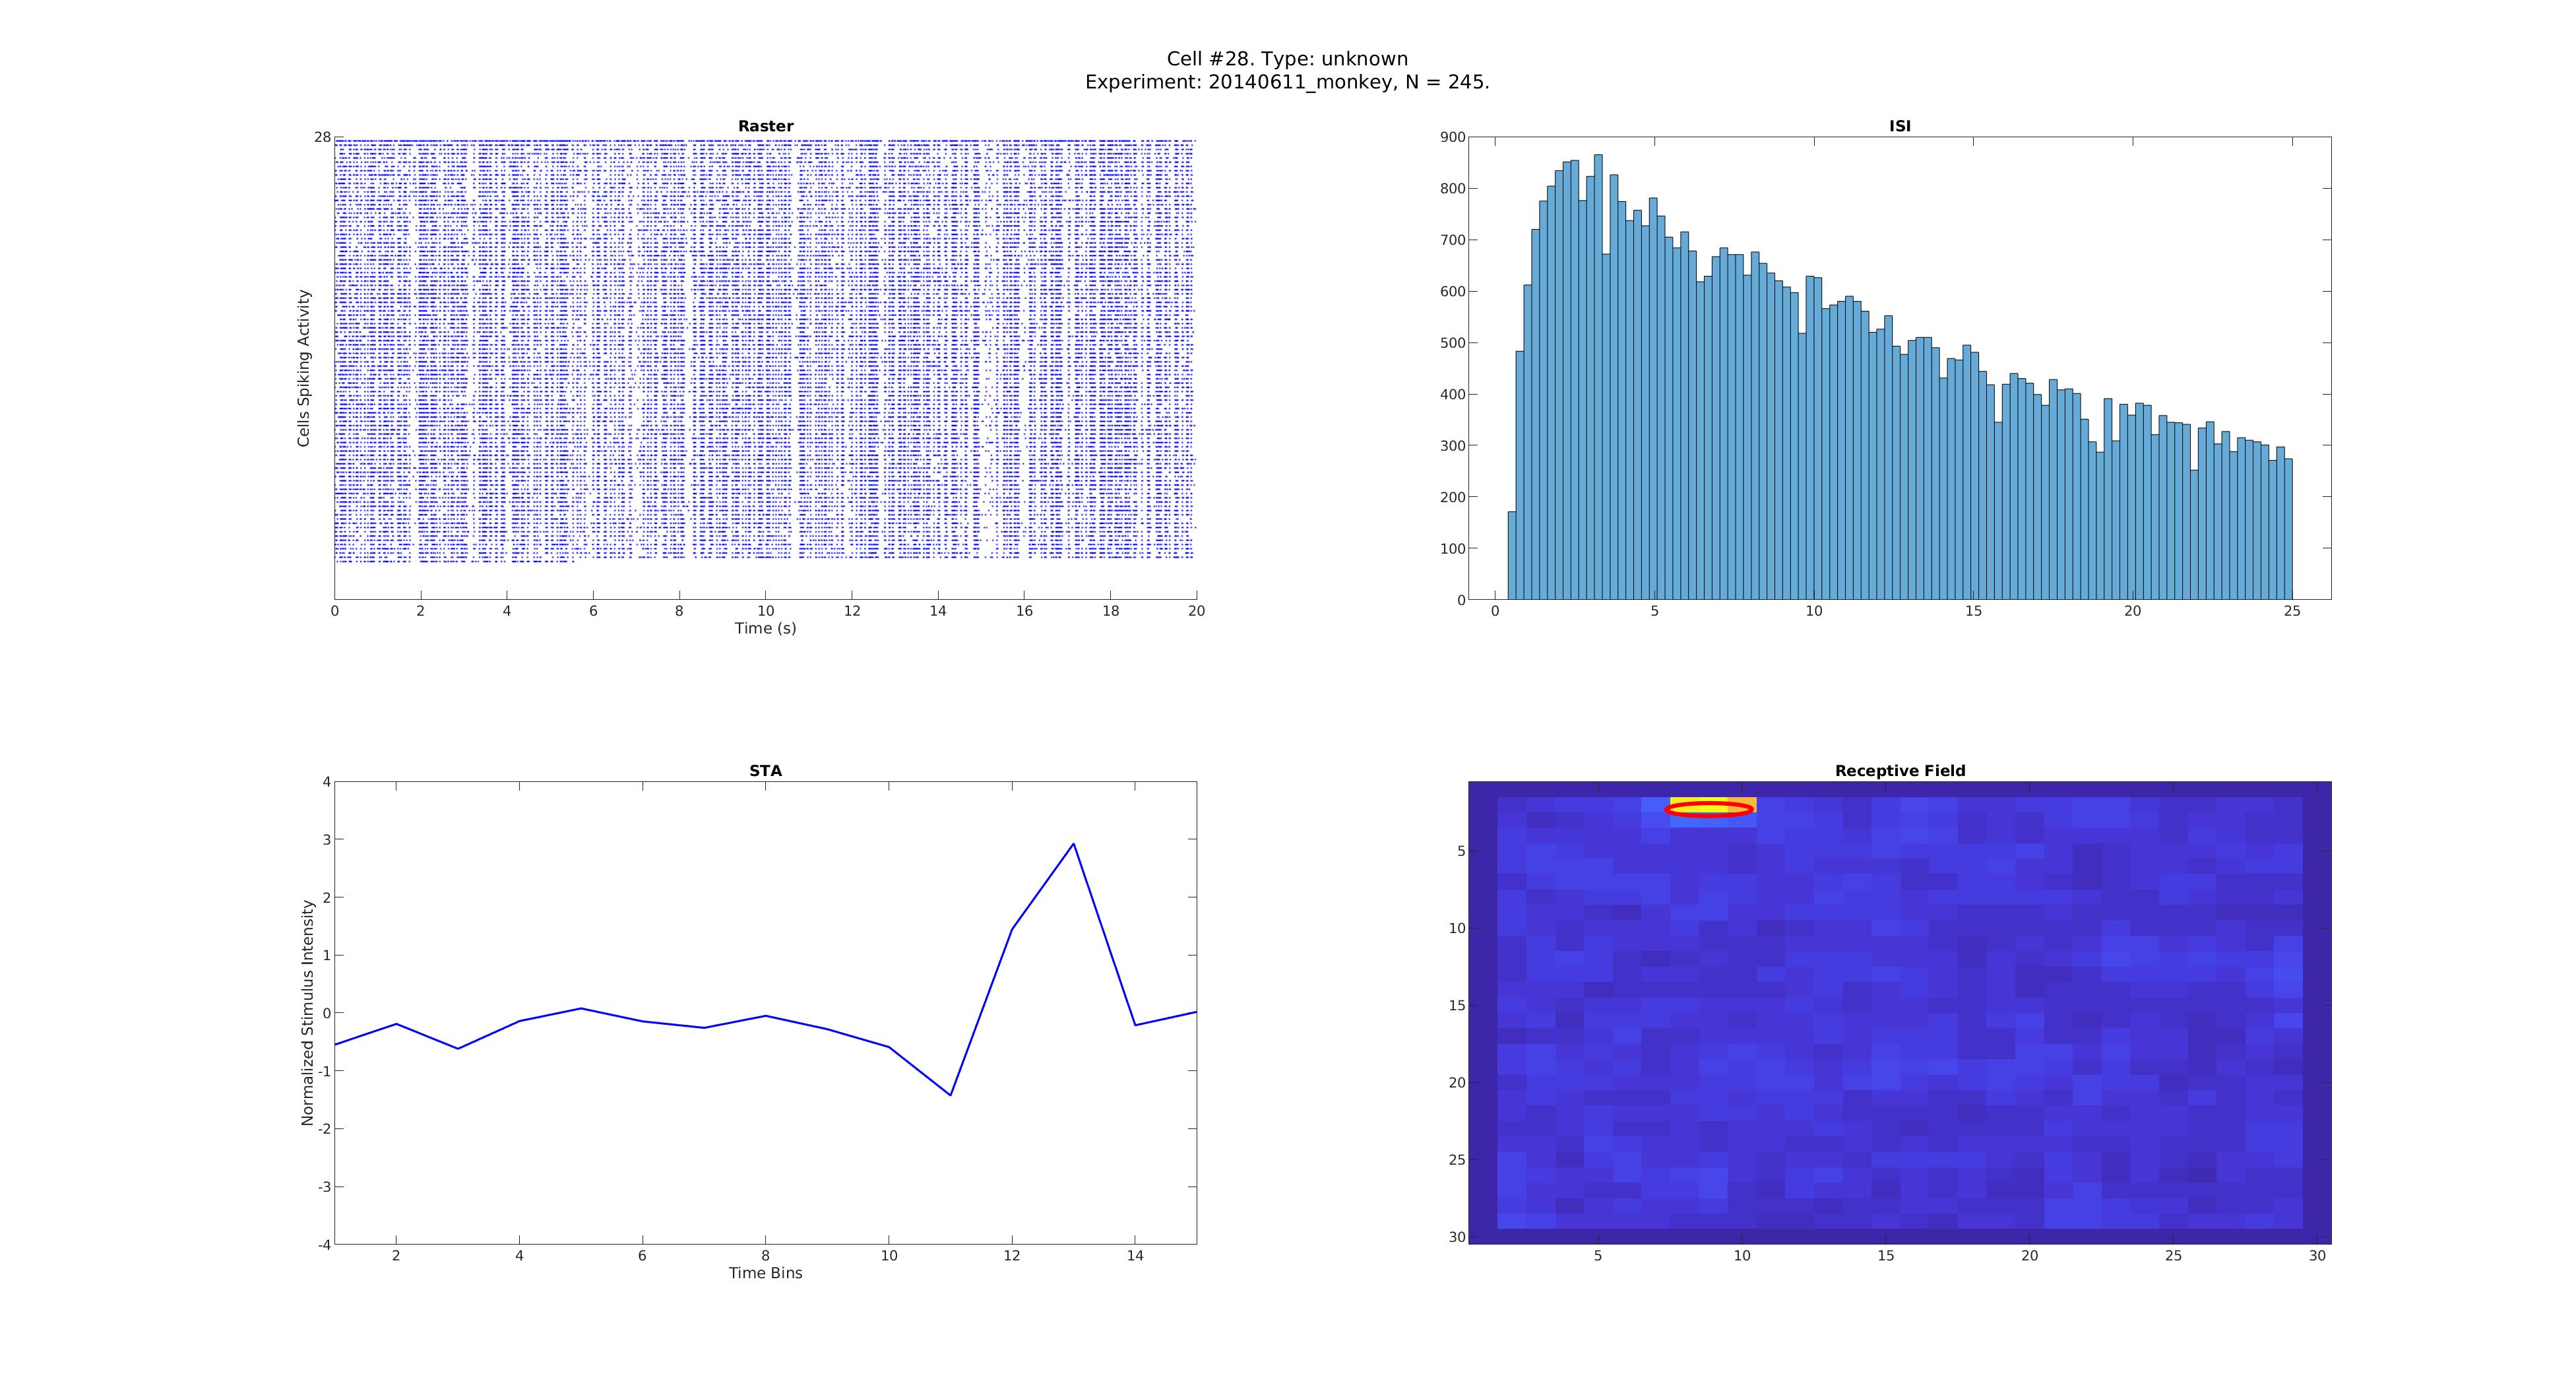 Cell #28. Type: unknown
Experiment: 20140611_monkey, N = 245.
Raster
28
Cells Spiking Activity
0 2 4 6 8 10 12 14 16 18 20
Time (s)
ISI
900
800
700
600
500
400
300
200
100
0
0 5 10 15 20 25
STA
4
3
2
1
0
-1
-2
-3
-4
Normalized Stimulus Intensity
2 4 6 8 10 12 14
Time Bins
Receptive Field
5
10
15
20
25
30
5 10 15 20 25 30